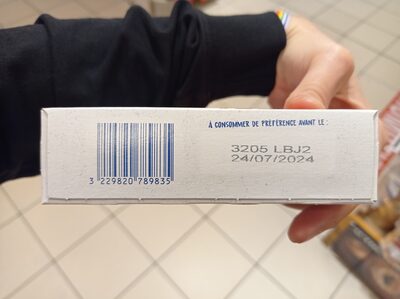 À CONSOMMER DE PRÉFÉRENCE AVANT LE :
3205 LBJ2
24/07/2024
3 229820 789835